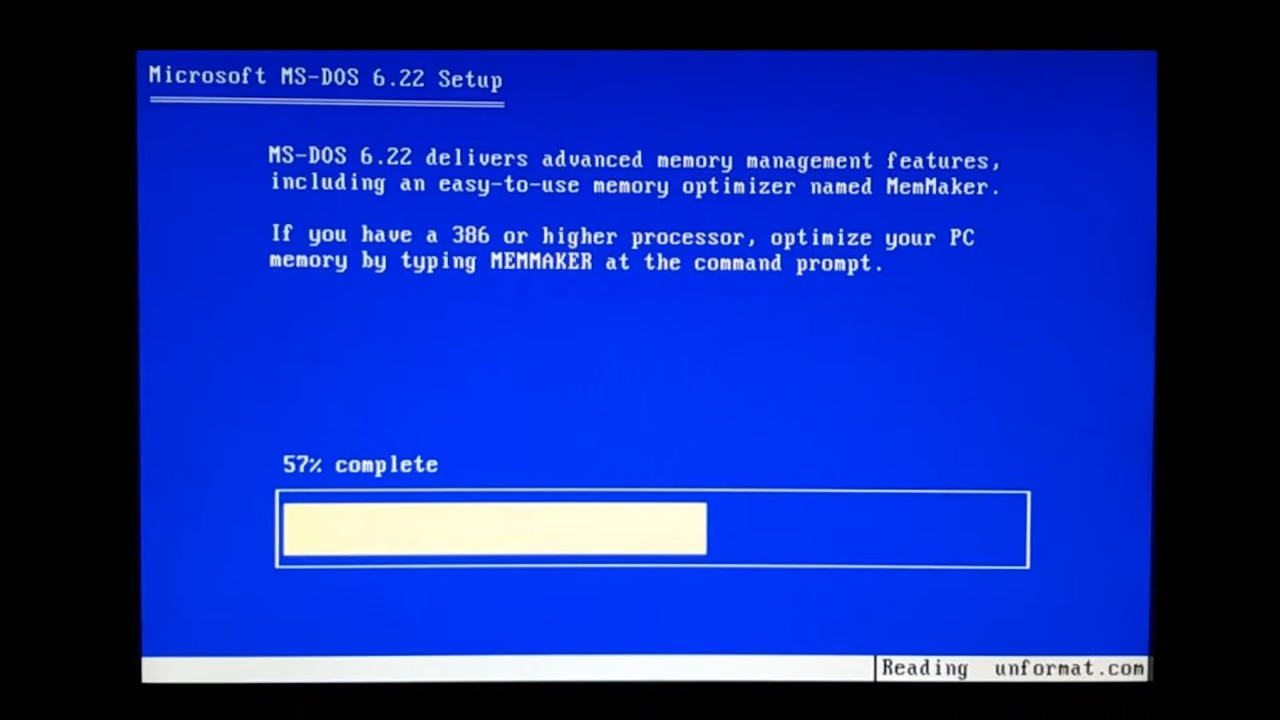 Microsoft MS-DOS 6.22 Setup
MS-DOS 6.22 delivers advanced memory management features,
including an easy-to-use memory optimizer named MemMaker.
If you have a 386 or higher processor, optimize your PC
memory by typing MEMMAKER at the command prompt.
57% complete
Reading unformat.com